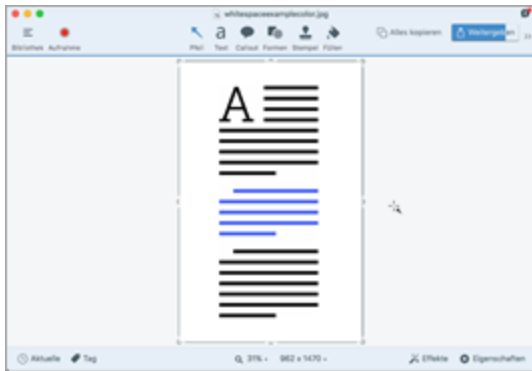 whitespaceexamplecolor.jpg
Bibliothek Aufnahme Pfeil Text Callout Formen Stempel Füllen Alles kopieren Weitergeben
a
A
Aktuelle Tag 31% 962 x 1470 Effekte Eigenschaften